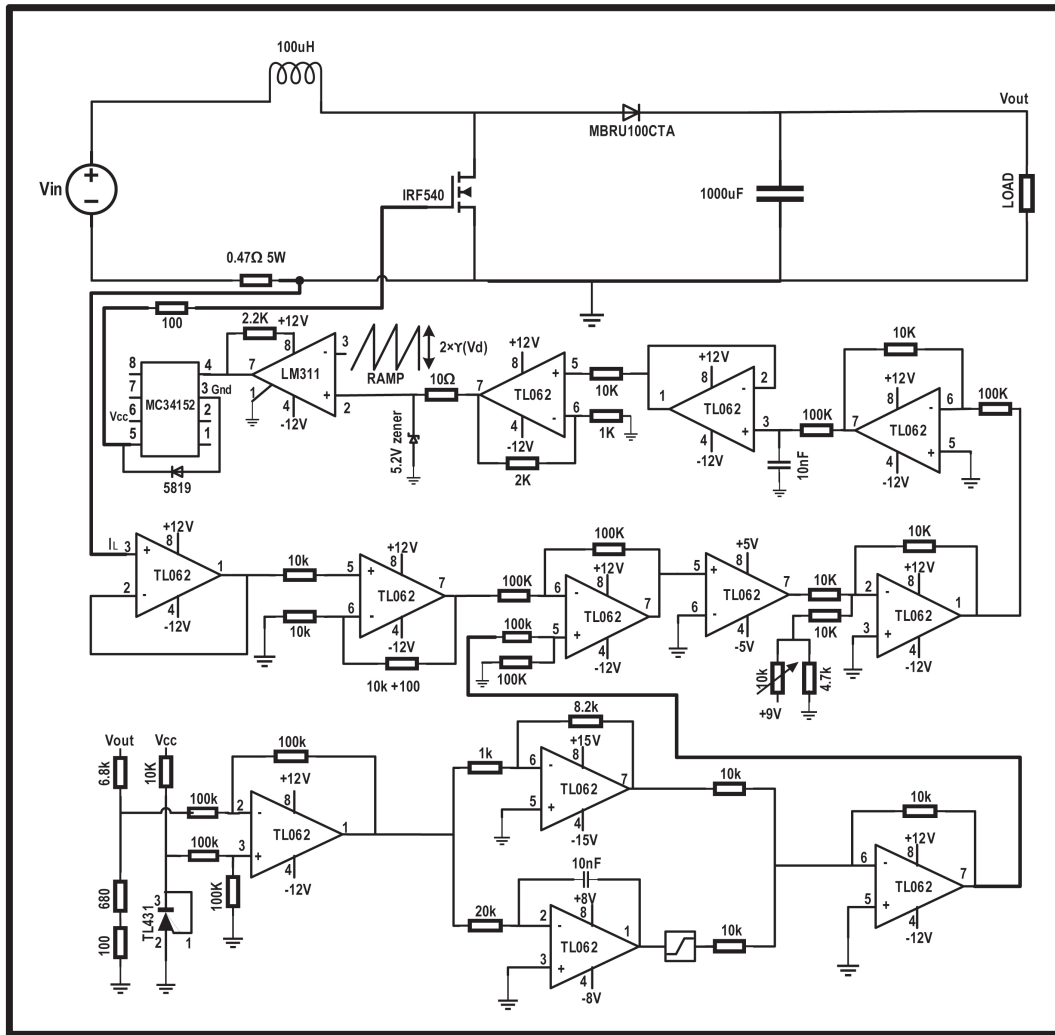 100uH
Vout
MBRU100CTA
Vin
+
−
IRF540
1000uF
LOAD
0.47Ω 5W
100
2.2K
+12V
8
7
LM311
-
3
+
2
1
4
-12V
RAMP
2×ϒ(Vd)
8
7
Vcc 6
5
MC34152
4
3 Gnd
2
1
5819
10Ω
5.2V zener
+12V
8
7
TL062
+
5
-
6
4
-12V
10K
1K
2K
+12V
8
1
TL062
-
2
+
3
4
-12V
100K
10nF
10K
+12V
8
7
TL062
-
6
+
5
4
-12V
100K
IL 3
+
2
-
+12V
8
TL062
1
4
-12V
10k
10k
5
+
6
-
+12V
8
TL062
7
4
-12V
10k +100
100K
100K
6
-
5
+
+12V
8
TL062
7
4
-12V
100k
100K
5
+
6
-
+5V
8
TL062
7
4
-5V
10K
10K
10k
+9V
4.7k
10K
2
-
3
+
+12V
8
TL062
1
4
-12V
Vout
Vcc
6.8k
10K
680
100
TL431
3
2
1
100k
100k
100K
100k
2
-
3
+
+12V
8
TL062
1
4
-12V
1k
8.2k
6
-
5
+
+15V
8
TL062
7
4
-15V
10k
20k
10nF
2
-
3
+
+8V
8
TL062
1
4
-8V
10k
10k
6
-
5
+
+12V
8
TL062
7
4
-12V